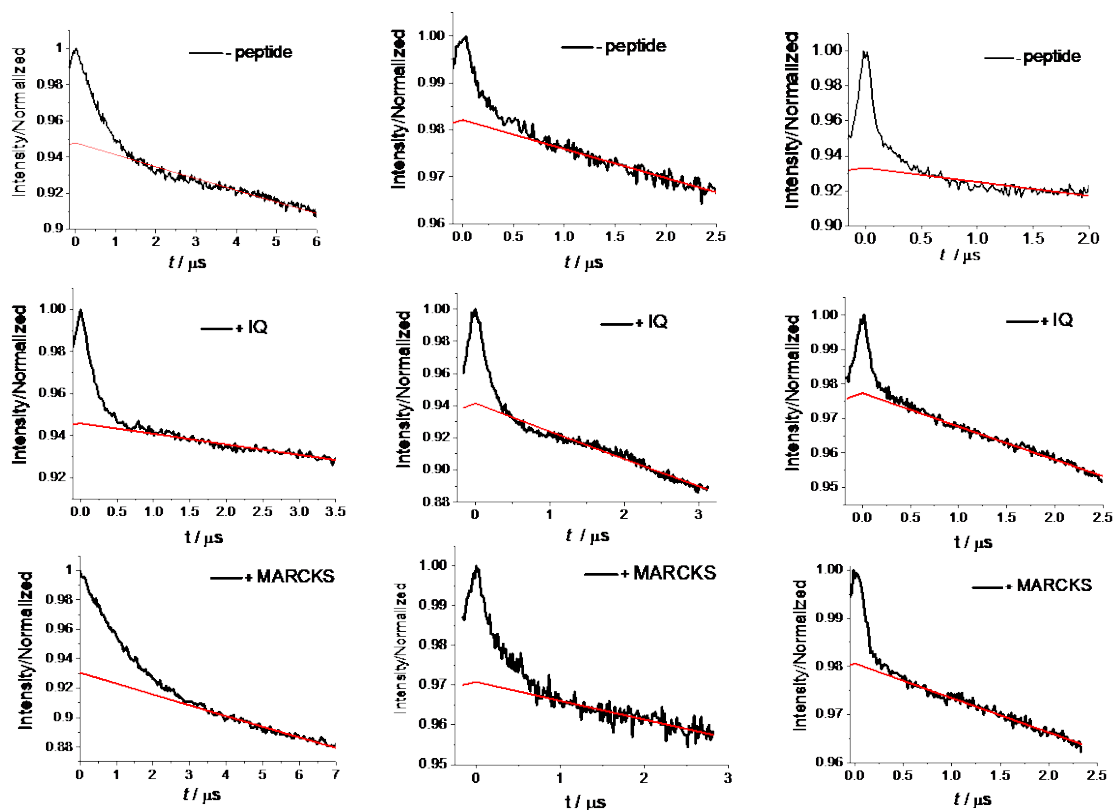 Intensity/Normalized
1
0.98
0.96
0.94
0.92
0.9
- peptide
0 1 2 3 4 5 6
t / μs
Intensity/Normalized
1.00
0.99
0.98
0.97
0.96
- peptide
0.0 0.5 1.0 1.5 2.0 2.5
t / μs
Intensity/Normalized
1.00
0.98
0.96
0.94
0.92
0.90
- peptide
0.0 0.5 1.0 1.5 2.0
t / μs
Intensity/Normalized
1.00
0.98
0.96
0.94
0.92
+ IQ
0.0 0.5 1.0 1.5 2.0 2.5 3.0 3.5
t / μs
Intensity/Normalized
1.00
0.98
0.96
0.94
0.92
0.90
0.88
+ IQ
0 1 2 3
t / μs
Intensity/Normalized
1.00
0.99
0.98
0.97
0.96
0.95
+ IQ
0.0 0.5 1.0 1.5 2.0 2.5
t / μs
Intensity/Normalized
1
0.98
0.96
0.93
0.92
0.9
0.88
+ MARCKS
0 1 2 3 4 5 6 7
t / μs
Intensity/Normalized
1.00
0.99
0.98
0.97
0.96
0.95
+ MARCKS
0 1 2 3
t / μs
Intensity/Normalized
1.00
0.99
0.98
0.97
0.96
+ MARCKS
0.0 0.5 1.0 1.5 2.0 2.5
t / μs